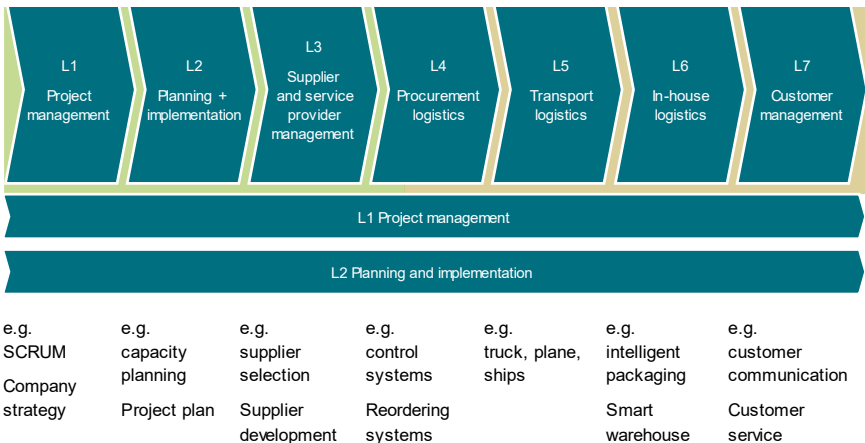 L1
Project
management
L2
Planning +
implementation
L3
Supplier
and service
provider
management
L4
Procurement
logistics
L5
Transport
logistics
L6
In-house
logistics
L7
Customer
management
L1 Project management
L2 Planning and implementation
e.g.
SCRUM
Company
strategy
e.g.
capacity
planning
Project plan
e.g.
supplier
selection
Supplier
development
e.g.
control
systems
Reordering
systems
e.g.
truck, plane,
ships
e.g.
intelligent
packaging
Smart
warehouse
e.g.
customer
communication
Customer
service